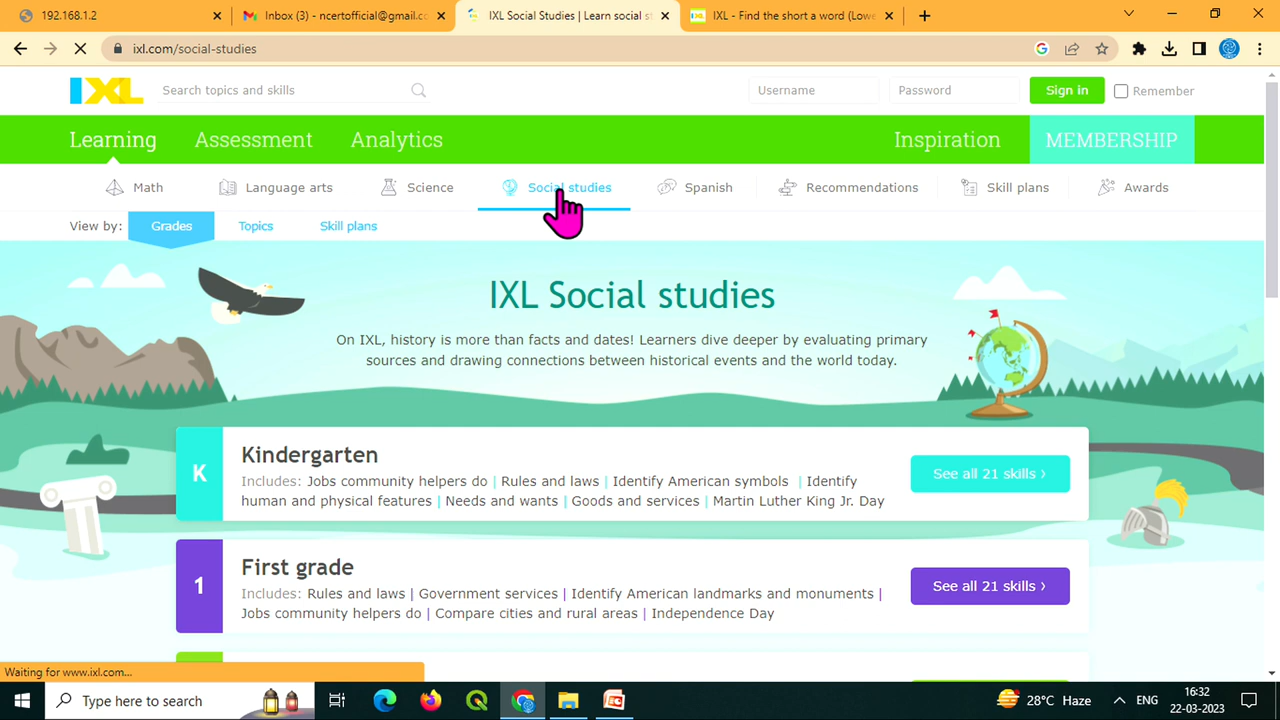 192.168.1.2
Inbox (3) - ncertofficial@gmail.co
IXL Social Studies | Learn social s
IXL - Find the short a word (Lowe
ixl.com/social-studies
IXL
Search topics and skills
Username
Password
Sign in
Remember
Learning
Assessment
Analytics
Inspiration
MEMBERSHIP
Math
Language arts
Science
Social studies
Spanish
Recommendations
Skill plans
Awards
View by:
Grades
Topics
Skill plans
IXL Social studies
On IXL, history is more than facts and dates! Learners dive deeper by evaluating primary
sources and drawing connections between historical events and the world today.
K
Kindergarten
Includes: Jobs community helpers do | Rules and laws | Identify American symbols | Identify
human and physical features | Needs and wants | Goods and services | Martin Luther King Jr. Day
See all 21 skills ›
1
First grade
Includes: Rules and laws | Government services | Identify American landmarks and monuments |
Jobs community helpers do | Compare cities and rural areas | Independence Day
See all 21 skills ›
Waiting for www.ixl.com...
Type here to search
28°C Haze
ENG
16:32
22-03-2023